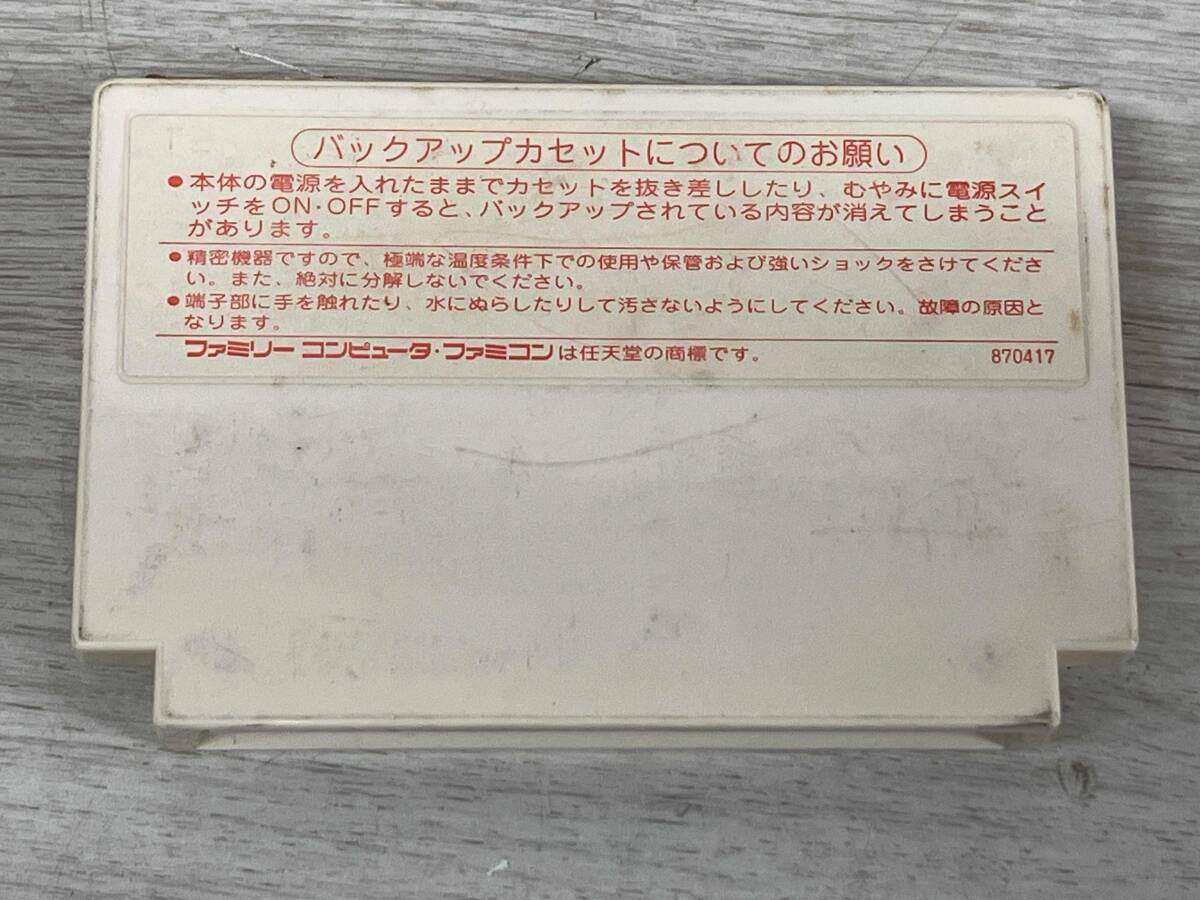 バックアップカセットについてのお願い
●本体の電源を入れたままでカセットを抜き差ししたり、むやみに電源スイ
ッチをON・OFFすると、バックアップされている内容が消えてしまうこと
があります。
●精密機器ですので、極端な温度条件下での使用や保管および強いショックをさけてくださ
い。また、絶対に分解しないでください。
●端子部に手を触れたり、水にぬらしたりして汚さないようにしてください。故障の原因と
なります。
ファミリーコンピュータ・ファミコンは任天堂の商標です。 870417